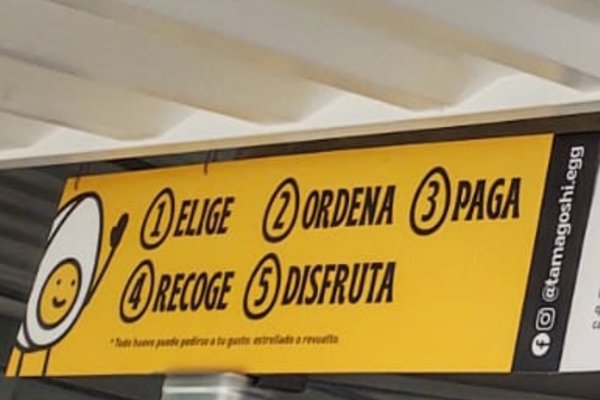 1 ELIGE 2 ORDENA 3 PAGA
4 RECOGE 5 DISFRUTA
* Todo huevo puede pedirse a tu gusto: estrellado o revuelto.
@tamagoshi.egg